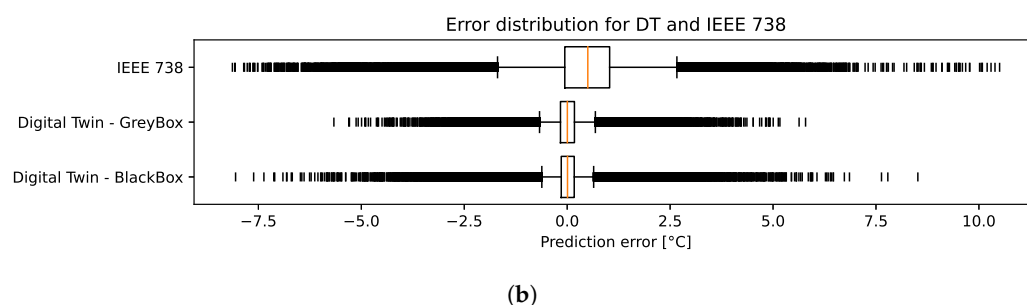 Error distribution for DT and IEEE 738
IEEE 738
Digital Twin - GreyBox
Digital Twin - BlackBox
−7.5 −5.0 −2.5 0.0 2.5 5.0 7.5 10.0
Prediction error [°C]
(b)